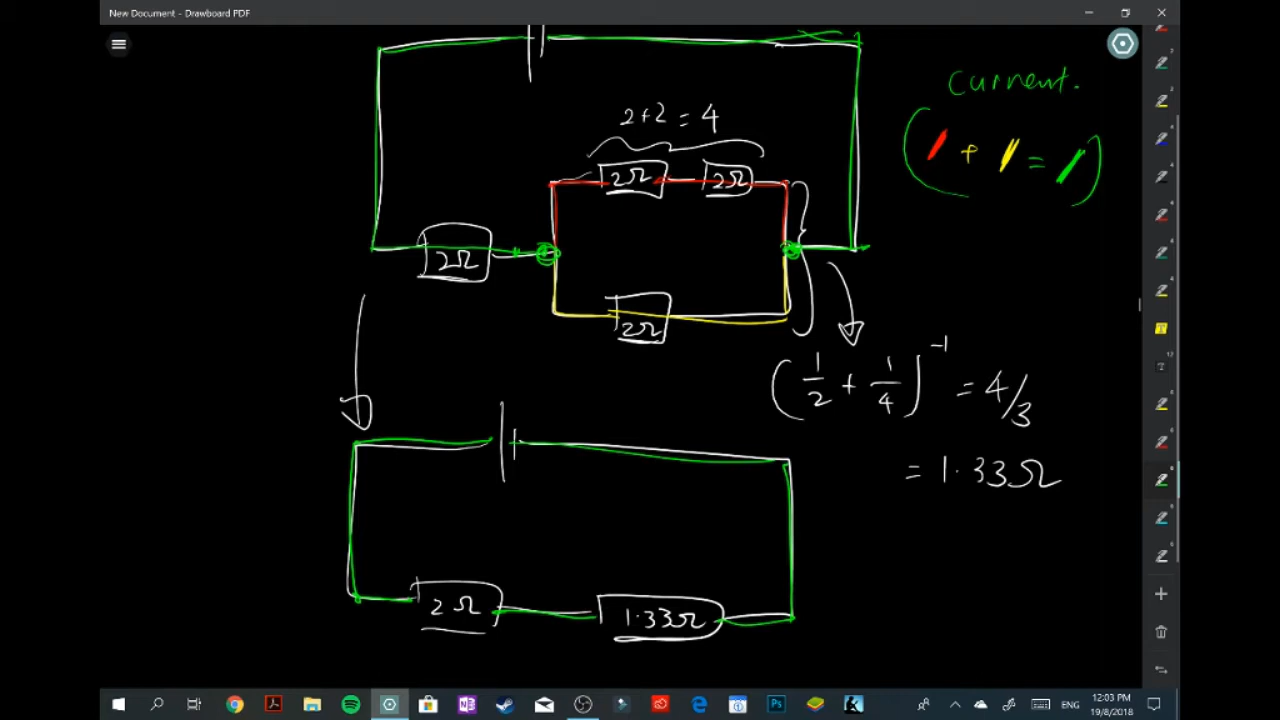 New Document - Drawboard PDF
current.
2+2 = 4
( / + / = / )
2Ω 2Ω
2Ω
2Ω
(1/2 + 1/4)^-1 = 4/3
= 1.33Ω
2Ω 1.33Ω
ENG
12:03 PM
19/8/2018